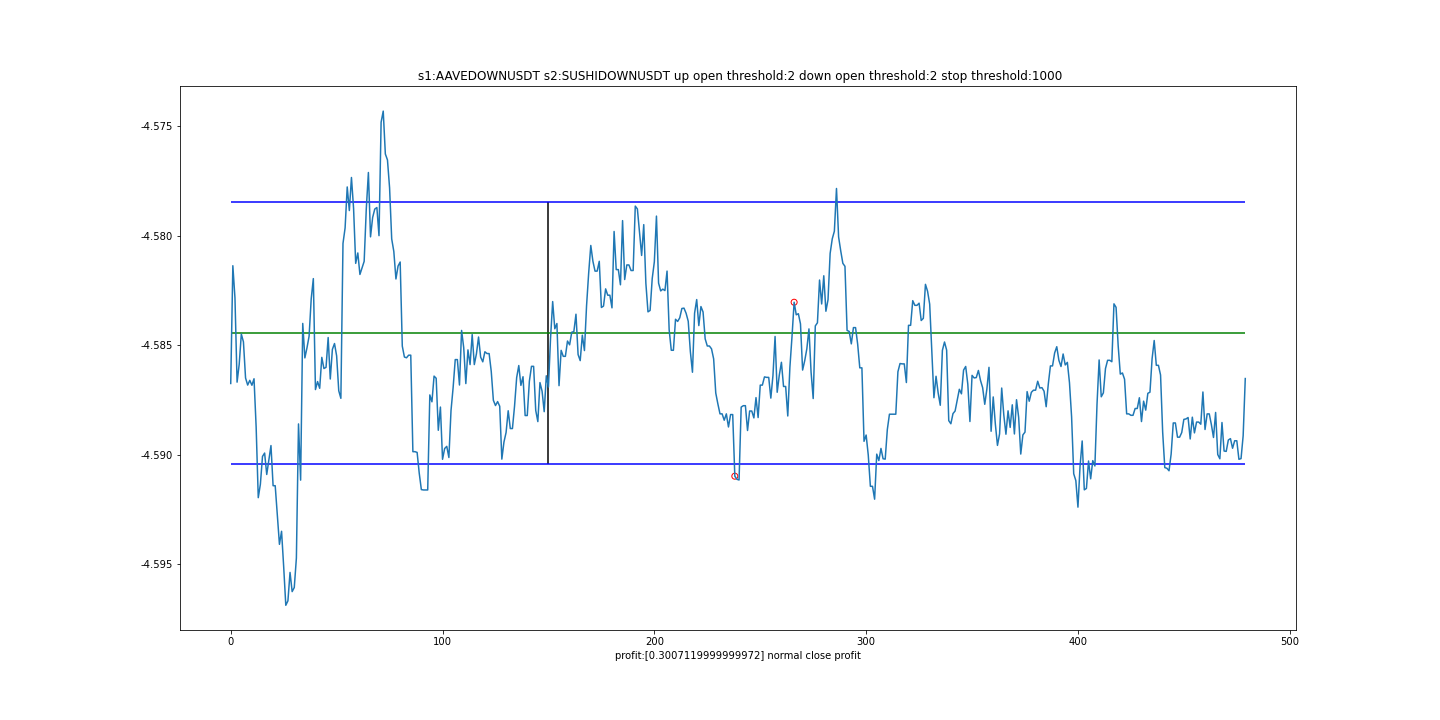 s1:AAVEDOWNUSDT s2:SUSHIDOWNUSDT up open threshold:2 down open threshold:2 stop threshold:1000
-4.575
-4.580
-4.585
-4.590
-4.595
0 100 200 300 400 500
profit:[0.3007119999999972] normal close profit